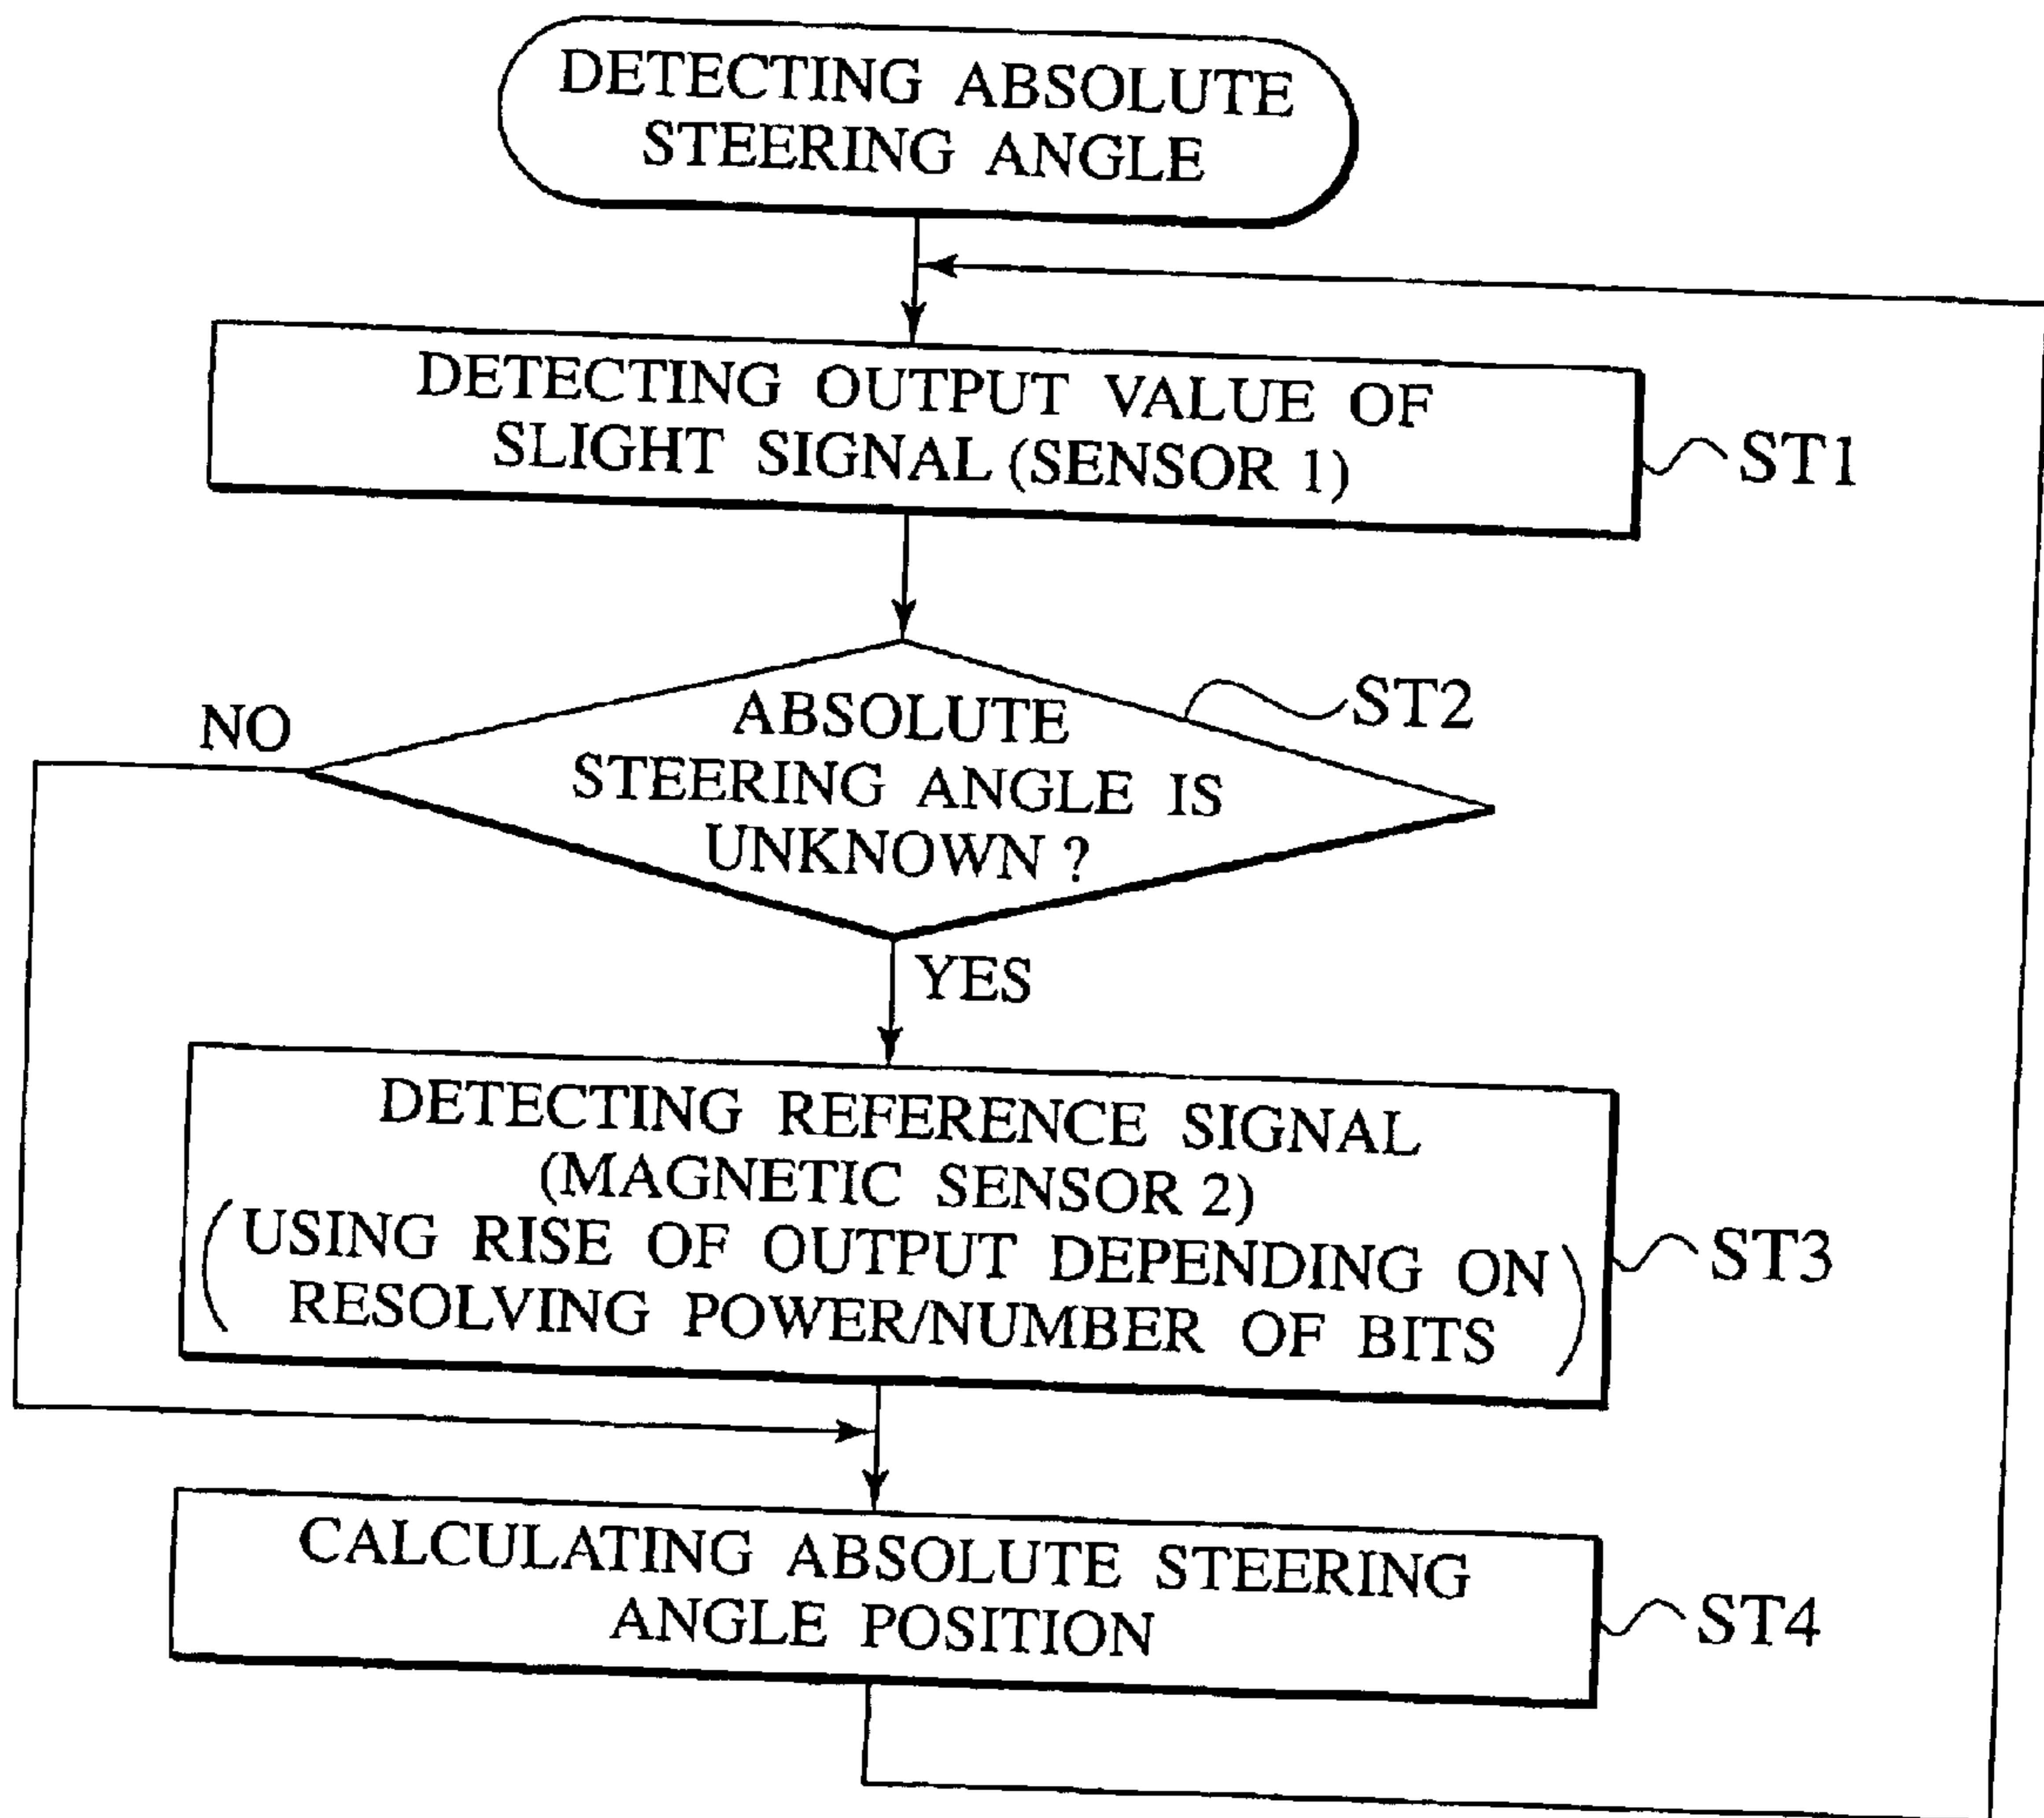 DETECTING ABSOLUTE
STEERING ANGLE
DETECTING OUTPUT VALUE OF
SLIGHT SIGNAL (SENSOR 1)
ST1
ABSOLUTE
STEERING ANGLE IS
UNKNOWN ?
ST2
NO
YES
DETECTING REFERENCE SIGNAL
(MAGNETIC SENSOR 2)
(USING RISE OF OUTPUT DEPENDING ON
RESOLVING POWER/NUMBER OF BITS)
ST3
CALCULATING ABSOLUTE STEERING
ANGLE POSITION
ST4